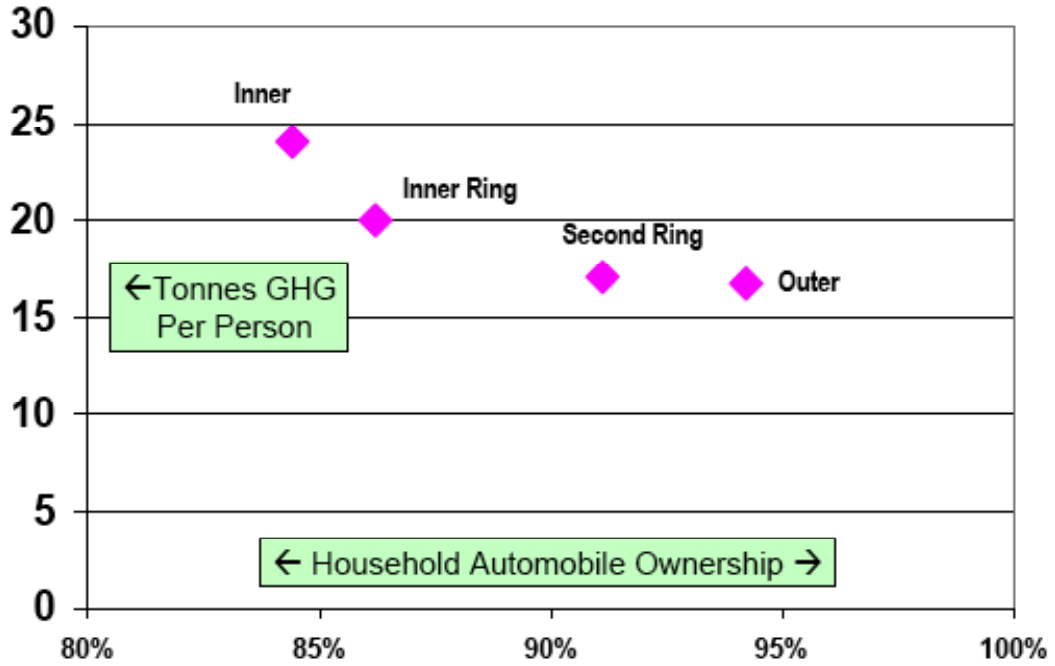 30
Inner
25
Inner Ring
20
Second Ring
←Tonnes GHG
Per Person
Outer
15
10
5
← Household Automobile Ownership →
0
80%
85%
90%
95%
100%